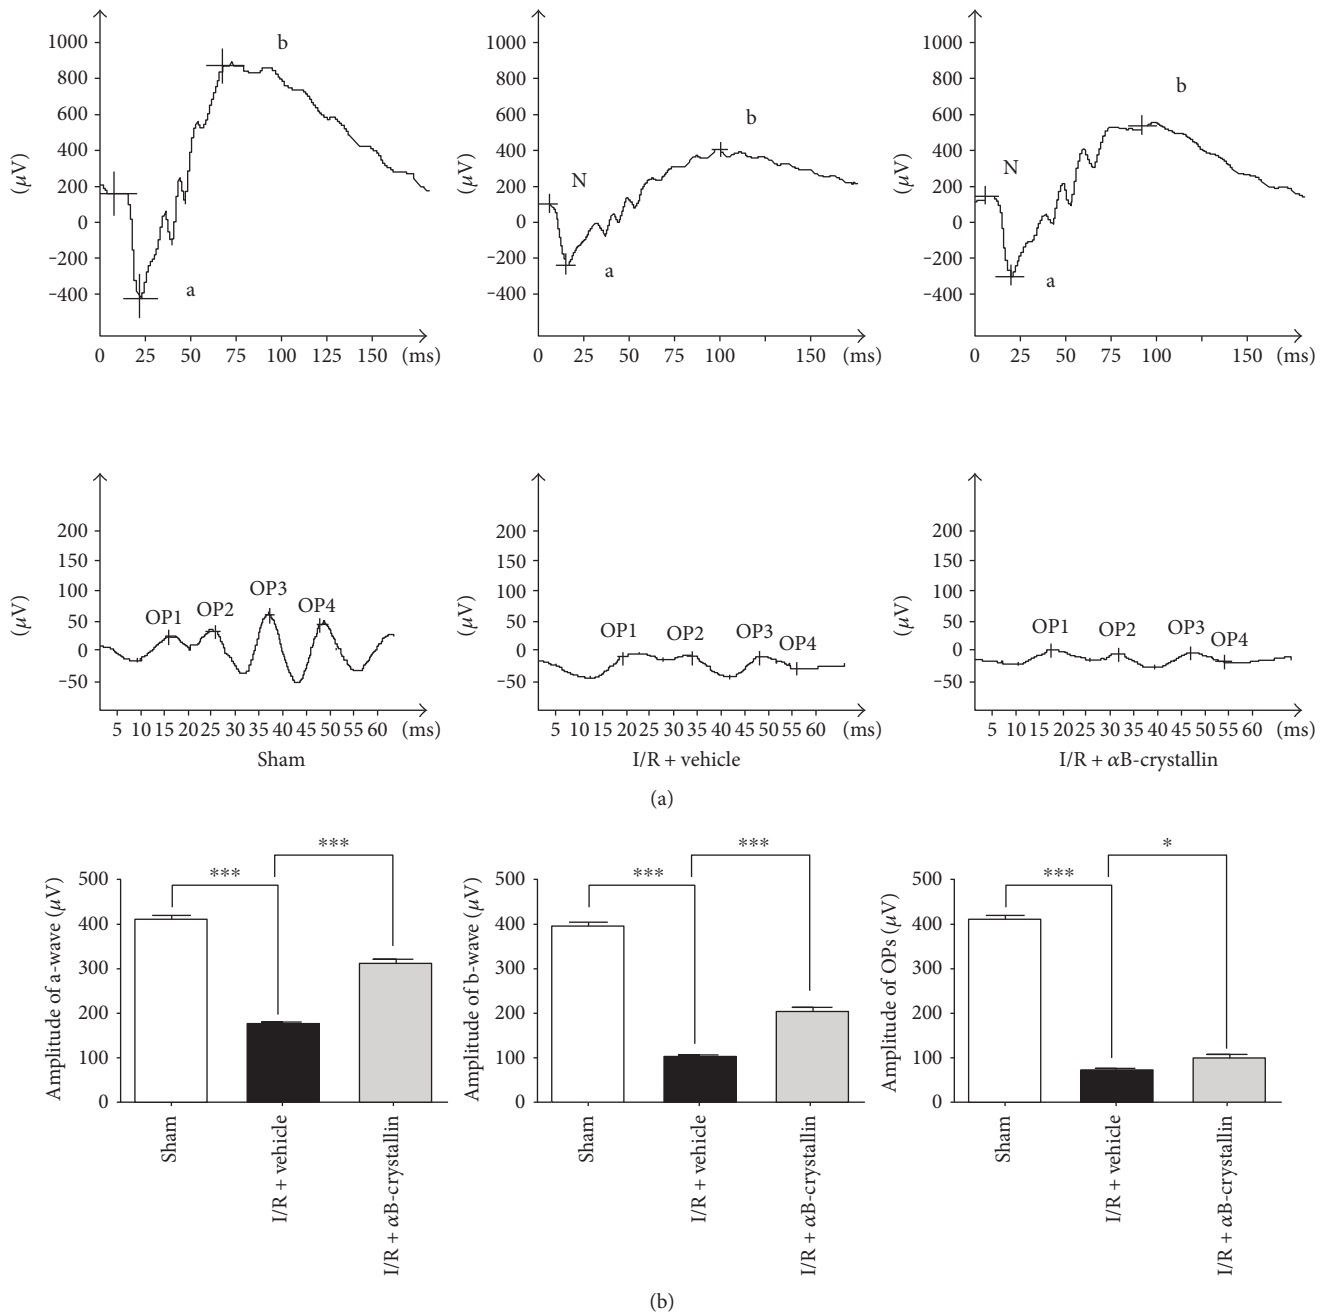 1000
800
600
400
200
0
-200
-400
(μV)
b
a
0 25 50 75 100 125 150 (ms)
1000
800
600
400
200
0
-200
-400
(μV)
N
b
a
0 25 50 100 150 (ms)
1000
800
600
400
200
0
-200
-400
(μV)
N
b
a
0 25 50 100 150 (ms)
200
150
100
50
0
-50
(μV)
OP1 OP2 OP3 OP4
5 10 15 20 25 30 35 40 45 50 55 60 (ms)
Sham
200
150
100
50
0
-50
(μV)
OP1 OP2 OP3 OP4
5 10 15 20 25 30 35 40 45 50 55 60 (ms)
I/R + vehicle
200
150
100
50
0
-50
(μV)
OP1 OP2 OP3 OP4
5 10 15 20 25 30 35 40 45 50 55 60 (ms)
I/R + αB-crystallin
(a)
Amplitude of a-wave (μV)
500
400
300
200
100
0
***
***
Sham
I/R + vehicle
I/R + αB-crystallin
Amplitude of b-wave (μV)
500
400
300
200
100
0
***
***
Sham
I/R + vehicle
I/R + αB-crystallin
Amplitude of OPs (μV)
500
400
300
200
100
0
***
*
Sham
I/R + vehicle
I/R + αB-crystallin
(b)